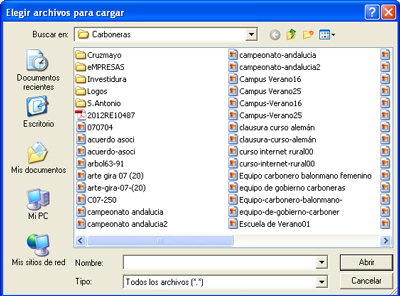 Elegir archivos para cargar
Buscar en:
Carboneras
Documentos recientes
Escritorio
Mis documentos
Mi PC
Mis sitios de red
Cruzmayo
eMPRESAS
Investidura
Logos
S.Antonio
2012RE10487
070704
acuerdo asoci
acuerdo-asoci
arbol63-91
arte gira 07 (20)
arte-gira-07-(20)
C07-250
campeonato andalucia
campeonato andalucia2
campeonato-andalucia
campeonato-andalucia2
Campus Verano16
Campus Verano25
Campus-Verano16
Campus-Verano25
clausura curso alemán
clausura-curso-alemán
curso internet rural00
curso-internet-rural00
Equipo carbonero balonmano femenino
equipo de gobierno carboneras
Equipo-carbonero-balonmano-
equipo-de-gobierno-carboner
Escuela de Verano01
Nombre:
Abrir
Tipo:
Todos los archivos (*.*)
Cancelar